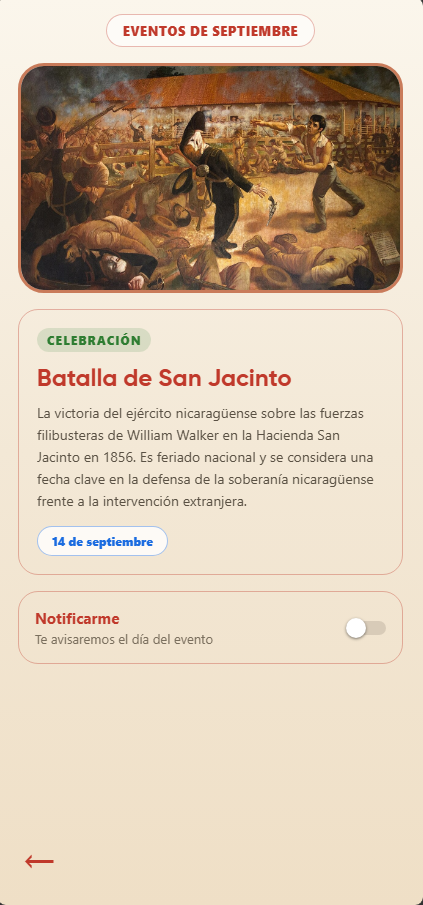 EVENTOS DE SEPTIEMBRE
CELEBRACIÓN
Batalla de San Jacinto
La victoria del ejército nicaragüense sobre las fuerzas
filibusteras de William Walker en la Hacienda San
Jacinto en 1856. Es feriado nacional y se considera una
fecha clave en la defensa de la soberanía nicaragüense
frente a la intervención extranjera.
14 de septiembre
Notificarme
Te avisaremos el día del evento